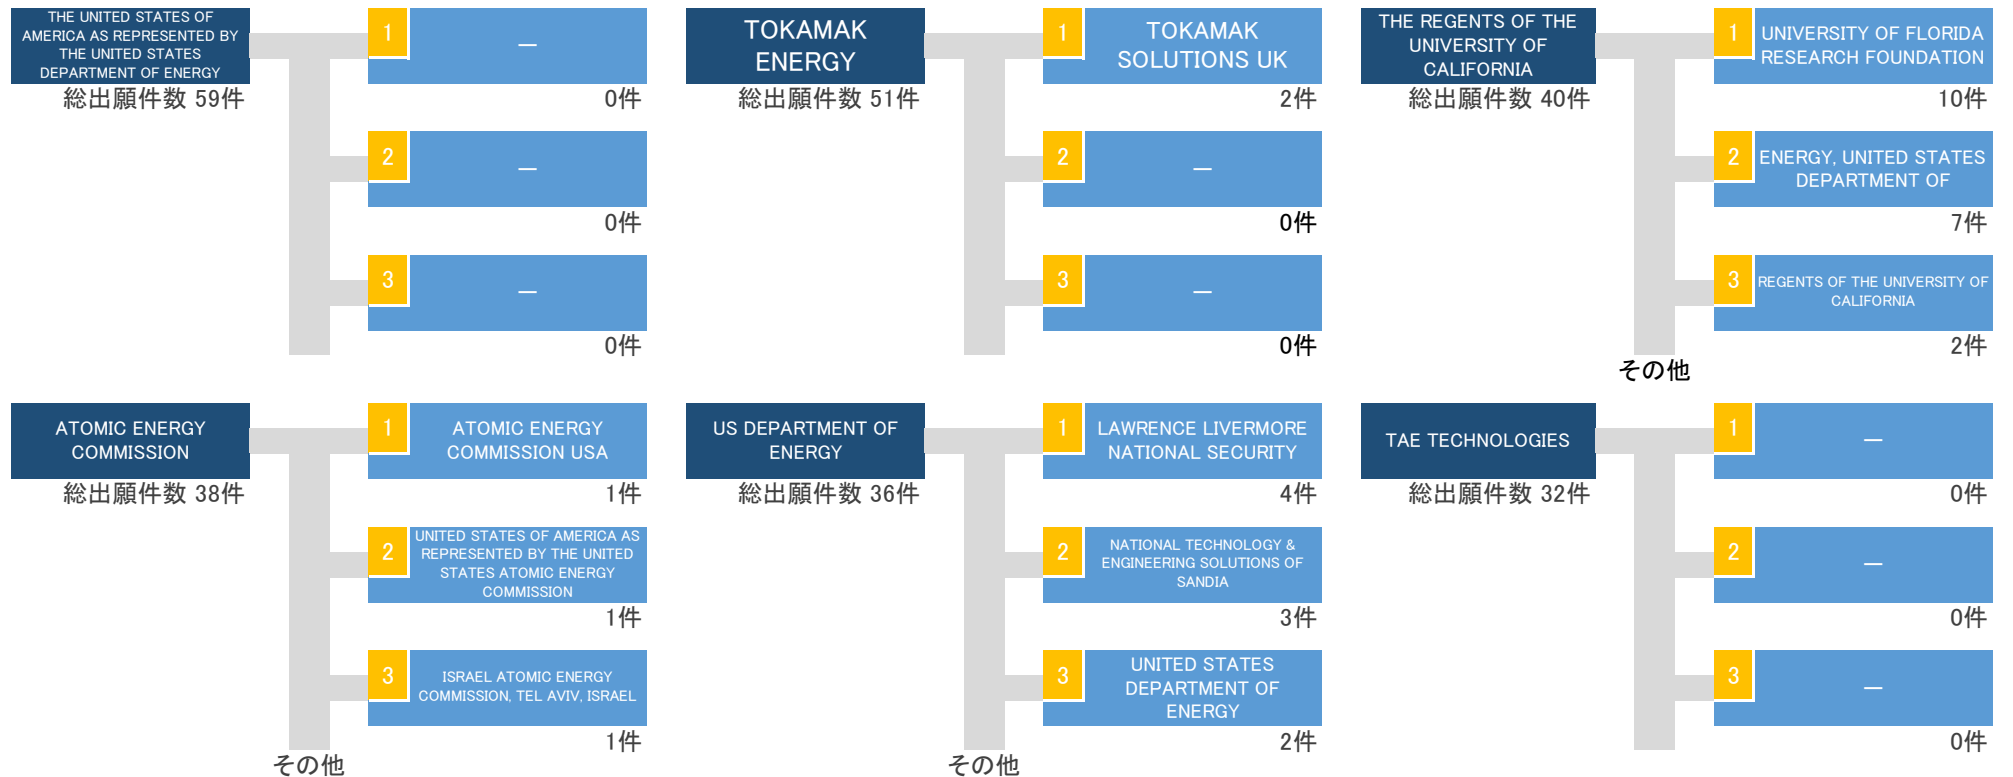 THE UNITED STATES OF
AMERICA AS REPRESENTED BY
THE UNITED STATES
DEPARTMENT OF ENERGY
総出願件数 59件
1
—
0件
2
—
0件
3
—
0件
TOKAMAK
ENERGY
総出願件数 51件
1
TOKAMAK
SOLUTIONS UK
2件
2
—
0件
3
—
0件
THE REGENTS OF THE
UNIVERSITY OF
CALIFORNIA
総出願件数 40件
1
UNIVERSITY OF FLORIDA
RESEARCH FOUNDATION
10件
2
ENERGY, UNITED STATES
DEPARTMENT OF
7件
3
REGENTS OF THE UNIVERSITY OF
CALIFORNIA
2件
その他
ATOMIC ENERGY
COMMISSION
総出願件数 38件
1
ATOMIC ENERGY
COMMISSION USA
1件
2
UNITED STATES OF AMERICA AS
REPRESENTED BY THE UNITED
STATES ATOMIC ENERGY
COMMISSION
1件
3
ISRAEL ATOMIC ENERGY
COMMISSION, TEL AVIV, ISRAEL
1件
その他
US DEPARTMENT OF
ENERGY
総出願件数 36件
1
LAWRENCE LIVERMORE
NATIONAL SECURITY
4件
2
NATIONAL TECHNOLOGY &
ENGINEERING SOLUTIONS OF
SANDIA
3件
3
UNITED STATES
DEPARTMENT OF
ENERGY
2件
その他
TAE TECHNOLOGIES
総出願件数 32件
1
—
0件
2
—
0件
3
—
0件